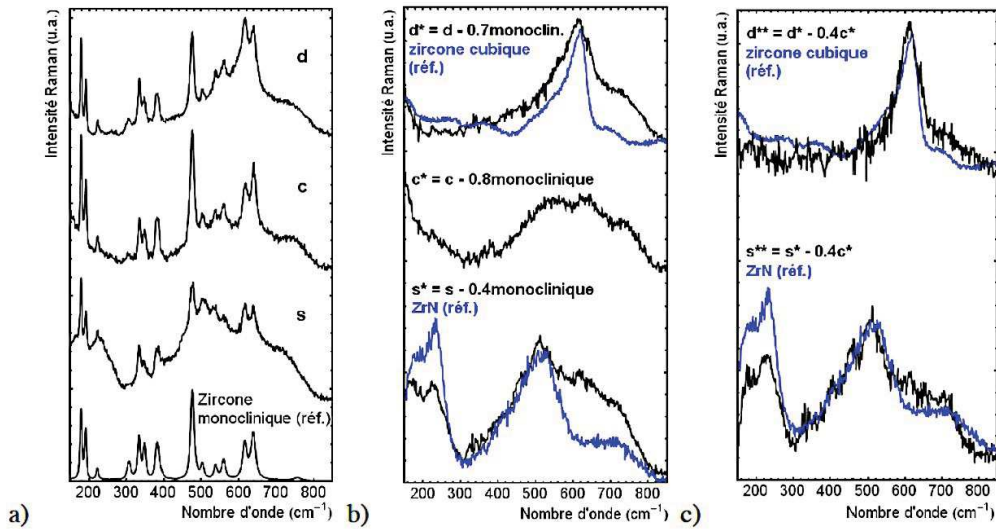 Intensité Raman (u.a.)
d
c
s
Zircone
monoclinique (réf.)
200 300 400 500 600 700 800
Nombre d'onde (cm⁻¹)
a)
Intensité Raman (u.a.)
d* = d - 0.7monoclin.
zircone cubique
(réf.)
c* = c - 0.8monoclinique
s* = s - 0.4monoclinique
ZrN (réf.)
200 300 400 500 600 700 800
Nombre d'onde (cm⁻¹)
b)
Intensité Raman (u.a.)
d** = d* - 0.4c*
zircone cubique
(réf.)
s** = s* - 0.4c*
ZrN (réf.)
200 300 400 500 600 700 800
Nombre d'onde (cm⁻¹)
c)